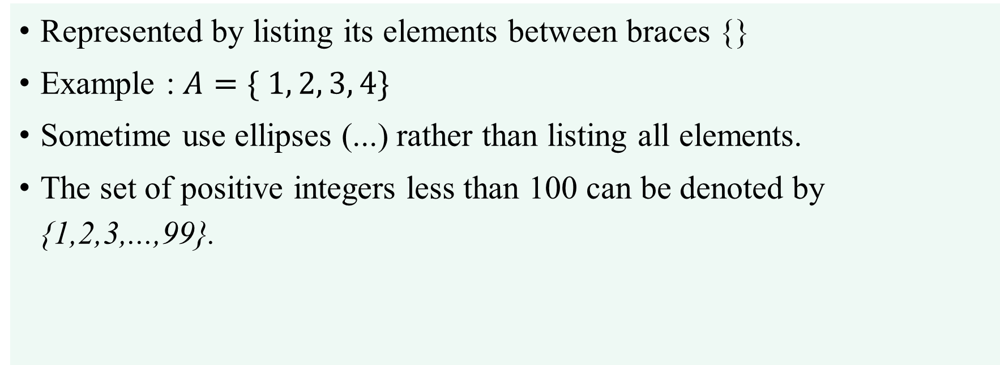 • Represented by listing its elements between braces {}
• Example : A = { 1, 2, 3, 4}
• Sometime use ellipses (...) rather than listing all elements.
• The set of positive integers less than 100 can be denoted by
{1,2,3,...,99}.